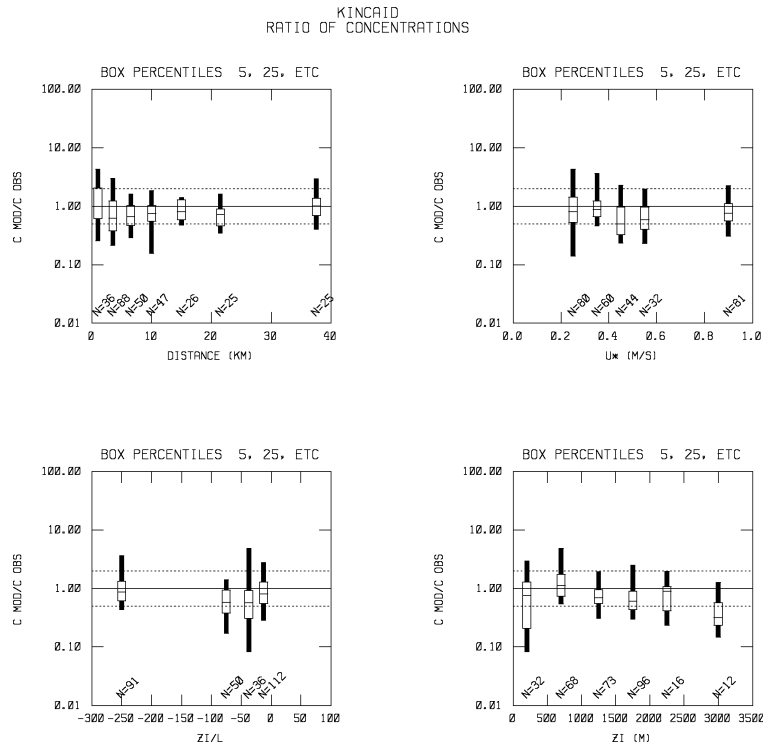 KINCAID
RATIO OF CONCENTRATIONS
BOX PERCENTILES 5, 25, ETC
100.00
10.00
1.00
0.10
0.01
C MOD/C OBS
N=36 N=88 N=50 N=47 N=26 N=25 N=25
0 10 20 30 40
DISTANCE (KM)
BOX PERCENTILES 5, 25, ETC
100.00
10.00
1.00
0.10
0.01
C MOD/C OBS
N=80 N=60 N=44 N=32 N=81
0.0 0.2 0.4 0.6 0.8 1.0
U* (M/S)
BOX PERCENTILES 5, 25, ETC
100.00
10.00
1.00
0.10
0.01
C MOD/C OBS
N=91 N=50 N=36 N=112
-300 -250 -200 -150 -100 -50 0 50 100
ZI/L
BOX PERCENTILES 5, 25, ETC
100.00
10.00
1.00
0.10
0.01
C MOD/C OBS
N=32 N=68 N=73 N=96 N=16 N=12
0 500 1000 1500 2000 2500 3000 3500
ZI (M)